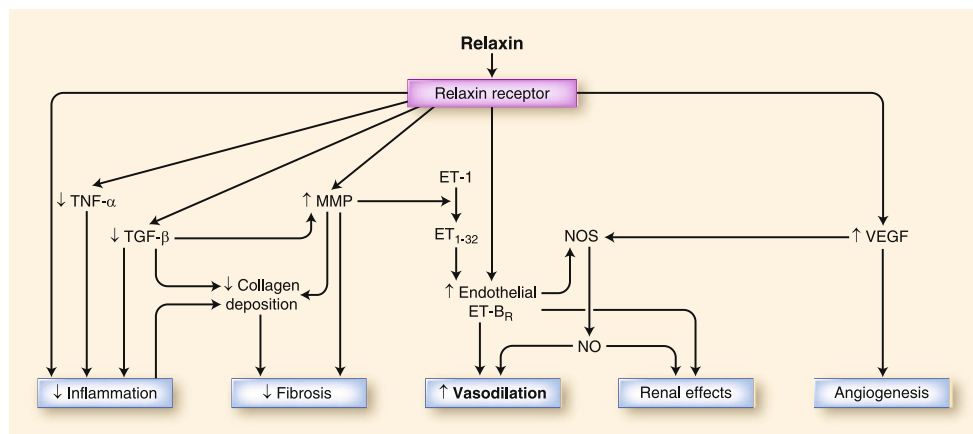 Relaxin
Relaxin receptor
↓ TNF-α
↑ MMP
ET-1
↓ TGF-β
ET₁₋₃₂
NOS
↑ VEGF
↓ Collagen
deposition
↑ Endothelial
ET-B_R
NO
↓ Inflammation
↓ Fibrosis
↑ Vasodilation
Renal effects
Angiogenesis